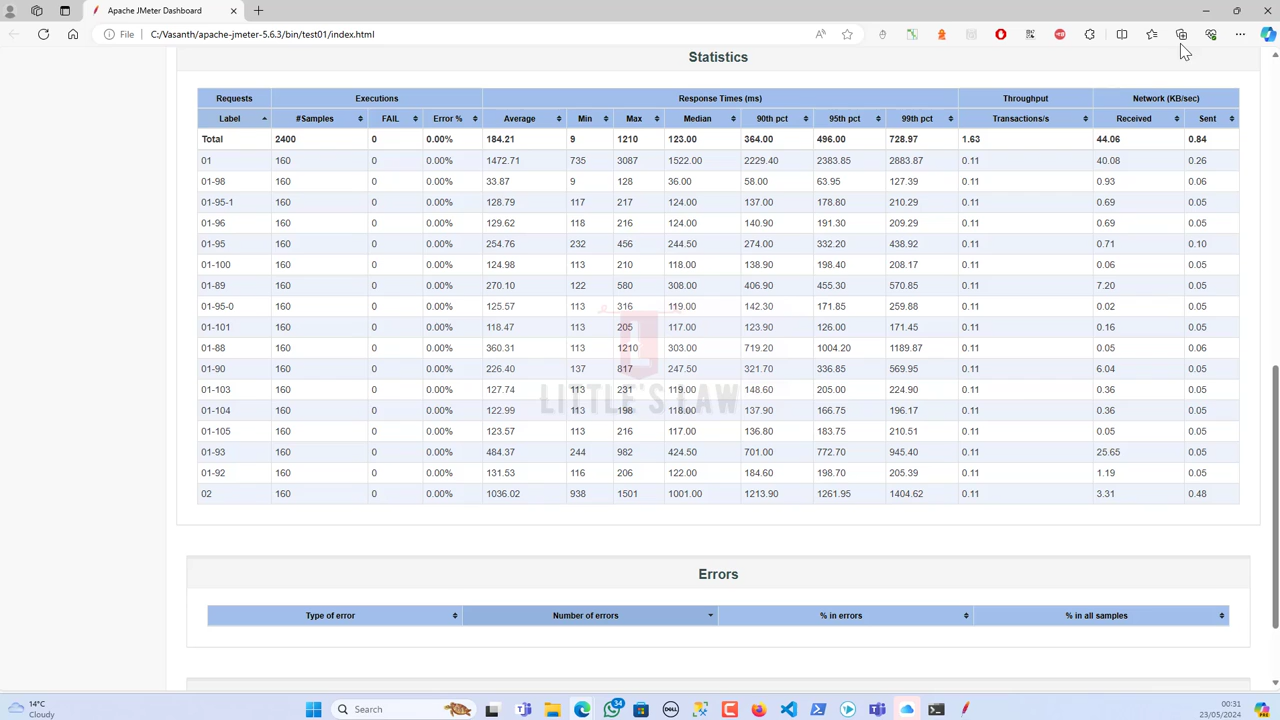 Apache JMeter Dashboard
File C:/Vasanth/apache-jmeter-5.6.3/bin/test01/index.html
Statistics
Requests Executions Response Times (ms) Throughput Network (KB/sec)
Label #Samples FAIL Error % Average Min Max Median 90th pct 95th pct 99th pct Transactions/s Received Sent
Total 2400 0 0.00% 184.21 9 1210 123.00 364.00 496.00 728.97 1.63 44.06 0.84
01 160 0 0.00% 1472.71 735 3087 1522.00 2229.40 2383.85 2883.87 0.11 40.08 0.26
01-98 160 0 0.00% 33.87 9 128 36.00 58.00 63.95 127.39 0.11 0.93 0.06
01-95-1 160 0 0.00% 128.79 117 217 124.00 137.00 178.80 210.29 0.11 0.69 0.05
01-96 160 0 0.00% 129.62 118 216 124.00 140.90 191.30 209.29 0.11 0.69 0.05
01-95 160 0 0.00% 254.76 232 456 244.50 274.00 332.20 438.92 0.11 0.71 0.10
01-100 160 0 0.00% 124.98 113 210 118.00 138.90 198.40 208.17 0.11 0.06 0.05
01-89 160 0 0.00% 270.10 122 580 308.00 406.90 455.30 570.85 0.11 7.20 0.05
01-95-0 160 0 0.00% 125.57 113 316 119.00 142.30 171.85 259.88 0.11 0.02 0.05
01-101 160 0 0.00% 118.47 113 205 117.00 123.90 126.00 171.45 0.11 0.16 0.05
01-88 160 0 0.00% 360.31 113 1210 303.00 719.20 1004.20 1189.87 0.11 0.05 0.06
01-90 160 0 0.00% 226.40 137 817 247.50 321.70 336.85 569.95 0.11 6.04 0.05
01-103 160 0 0.00% 127.74 113 231 119.00 148.60 205.00 224.90 0.11 0.36 0.05
LITTLE'S LAW
01-104 160 0 0.00% 122.99 113 198 118.00 137.90 166.75 196.17 0.11 0.36 0.05
01-105 160 0 0.00% 123.57 113 216 117.00 136.80 183.75 210.51 0.11 0.05 0.05
01-93 160 0 0.00% 484.37 244 982 424.50 701.00 772.70 945.40 0.11 25.65 0.05
01-92 160 0 0.00% 131.53 116 206 122.00 184.60 198.70 205.39 0.11 1.19 0.05
02 160 0 0.00% 1036.02 938 1501 1001.00 1213.90 1261.95 1404.62 0.11 3.31 0.48
Errors
Type of error Number of errors % in errors % in all samples
14°C
Cloudy
Search
34
DELL
00:31
23/05/2024